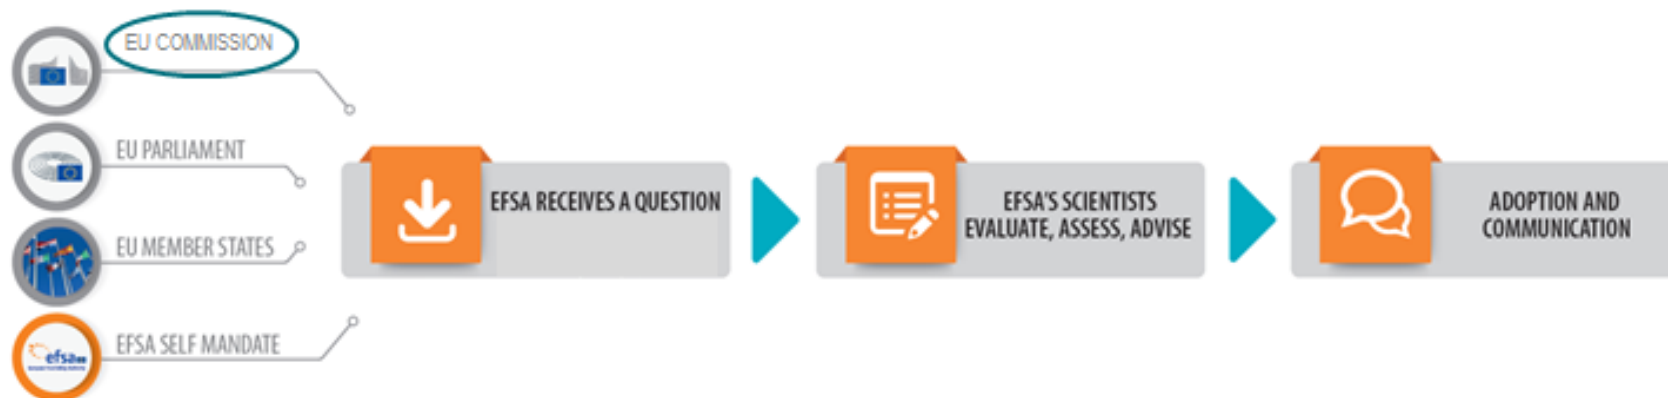 EU COMMISSION
EU PARLIAMENT
EU MEMBER STATES
EFSA SELF MANDATE
efsa
EFSA RECEIVES A QUESTION
EFSA'S SCIENTISTS
EVALUATE, ASSESS, ADVISE
ADOPTION AND
COMMUNICATION